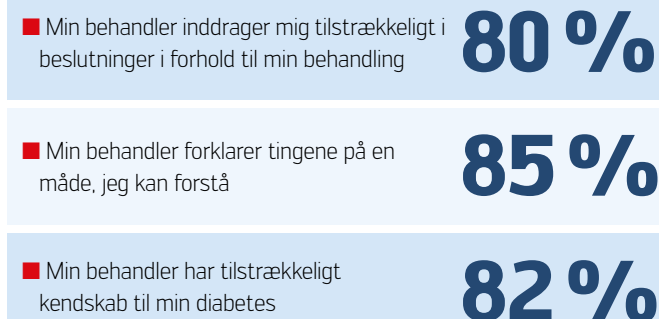 Min behandler inddrager mig tilstrækkeligt i
beslutninger i forhold til min behandling
80 %
Min behandler forklarer tingene på en
måde, jeg kan forstå
85 %
Min behandler har tilstrækkeligt
kendskab til min diabetes
82 %